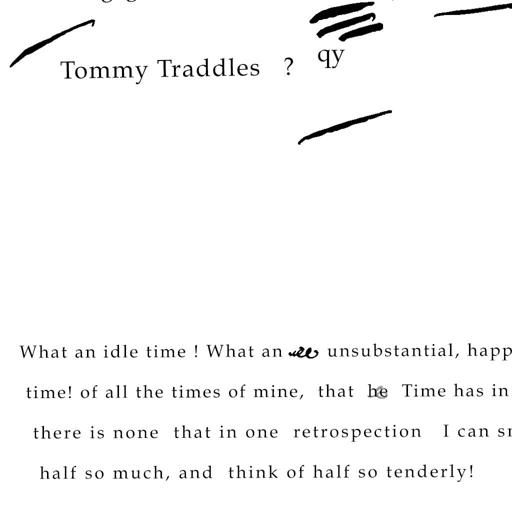 Tommy Traddles ? qy
What an idle time ! What an unsubstantial, happ
time! of all the times of mine, that he Time has in
there is none that in one retrospection I can sm
half so much, and think of half so tenderly!